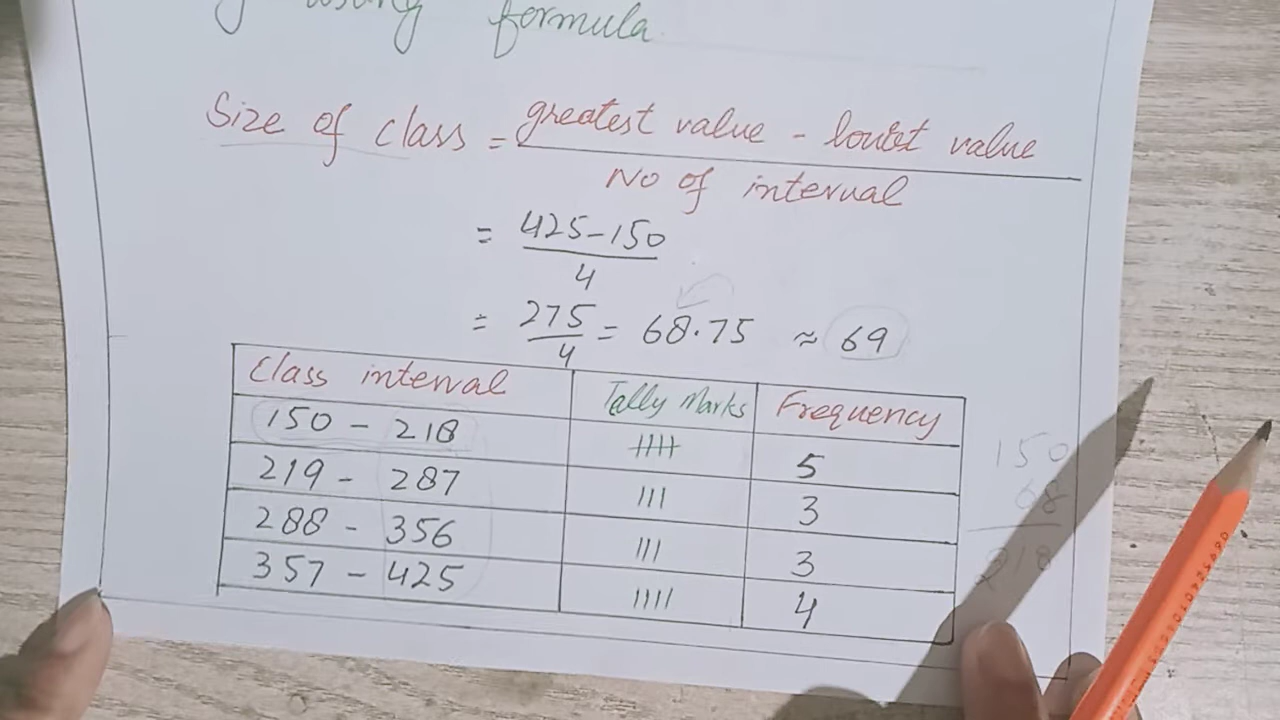 using formula
Size of class = greatest value - lowest value
No of interval
= 425-150
4
= 275/4 = 68.75 ≈ 69
Class interval Tally Marks Frequency
150 - 218 𝍸 5
219 - 287 ||| 3
288 - 356 ||| 3
357 - 425 |||| 4
150
68
218